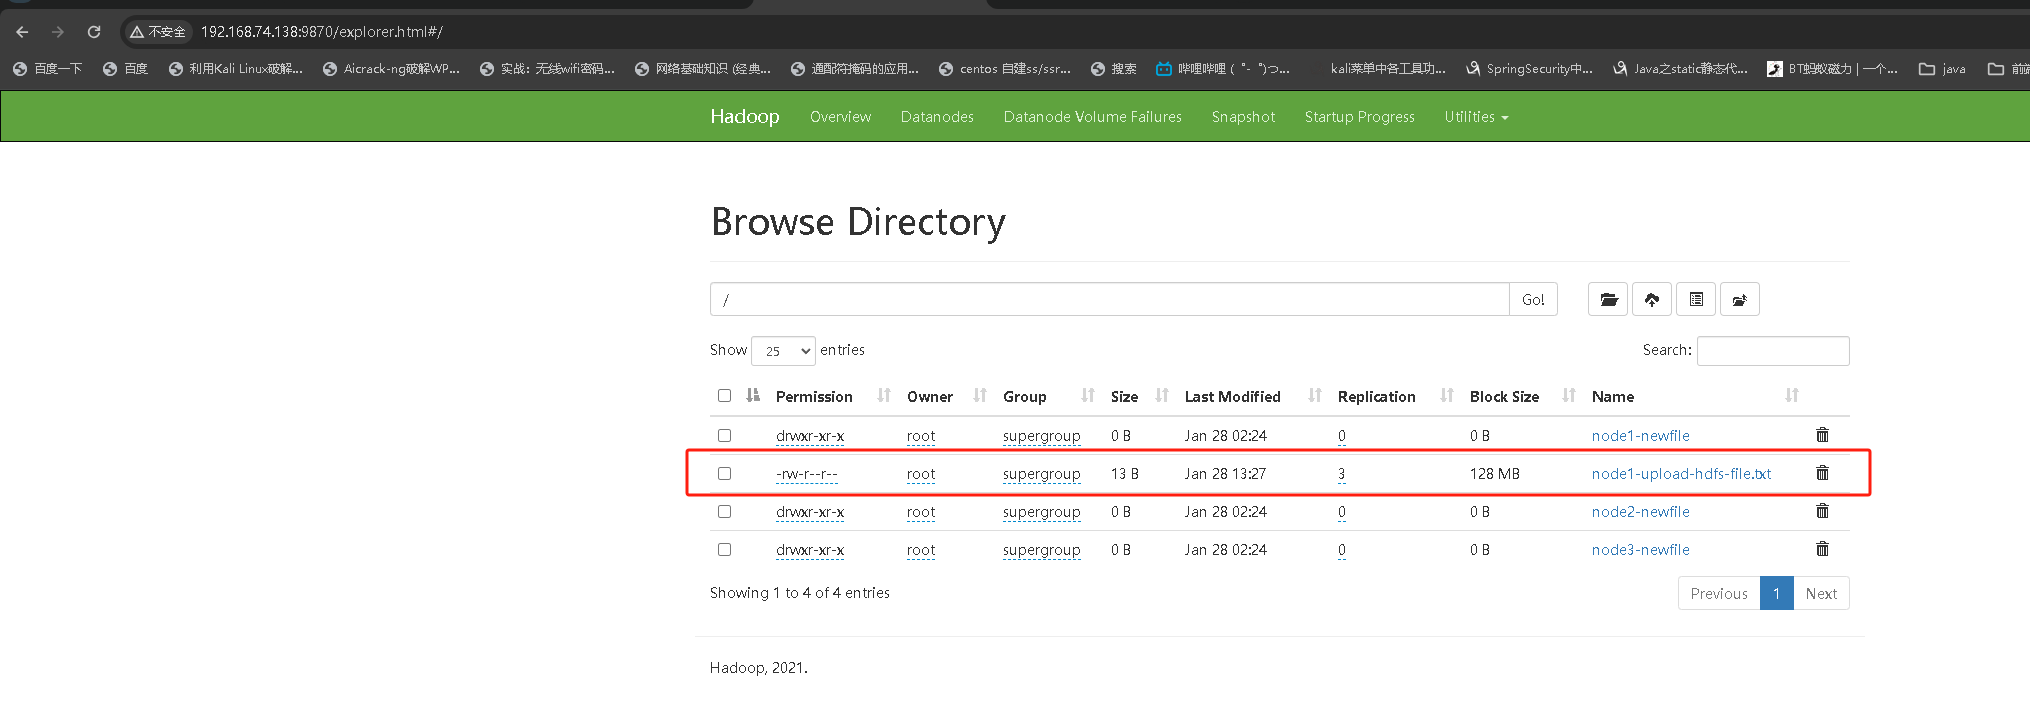 不安全 192.168.74.138:9870/explorer.html#/
百度一下 百度 利用Kali Linux破解... Aicrack-ng破解WP... 实战：无线wifi密码... 网络基础知识 (经典... 通配符掩码的应用... centos 自建ss/ssr... 搜索 哔哩哔哩 ( ゜- ゜)つ... kali菜单中各工具功... SpringSecurity中... Java之static静态代... BT蚂蚁磁力 | 一个... java 前端
Hadoop Overview Datanodes Datanode Volume Failures Snapshot Startup Progress Utilities
Browse Directory
/ Go!
Show 25 entries Search:
Permission Owner Group Size Last Modified Replication Block Size Name
drwxr-xr-x root supergroup 0 B Jan 28 02:24 0 0 B node1-newfile
-rw-r--r-- root supergroup 13 B Jan 28 13:27 3 128 MB node1-upload-hdfs-file.txt
drwxr-xr-x root supergroup 0 B Jan 28 02:24 0 0 B node2-newfile
drwxr-xr-x root supergroup 0 B Jan 28 02:24 0 0 B node3-newfile
Showing 1 to 4 of 4 entries Previous 1 Next
Hadoop, 2021.